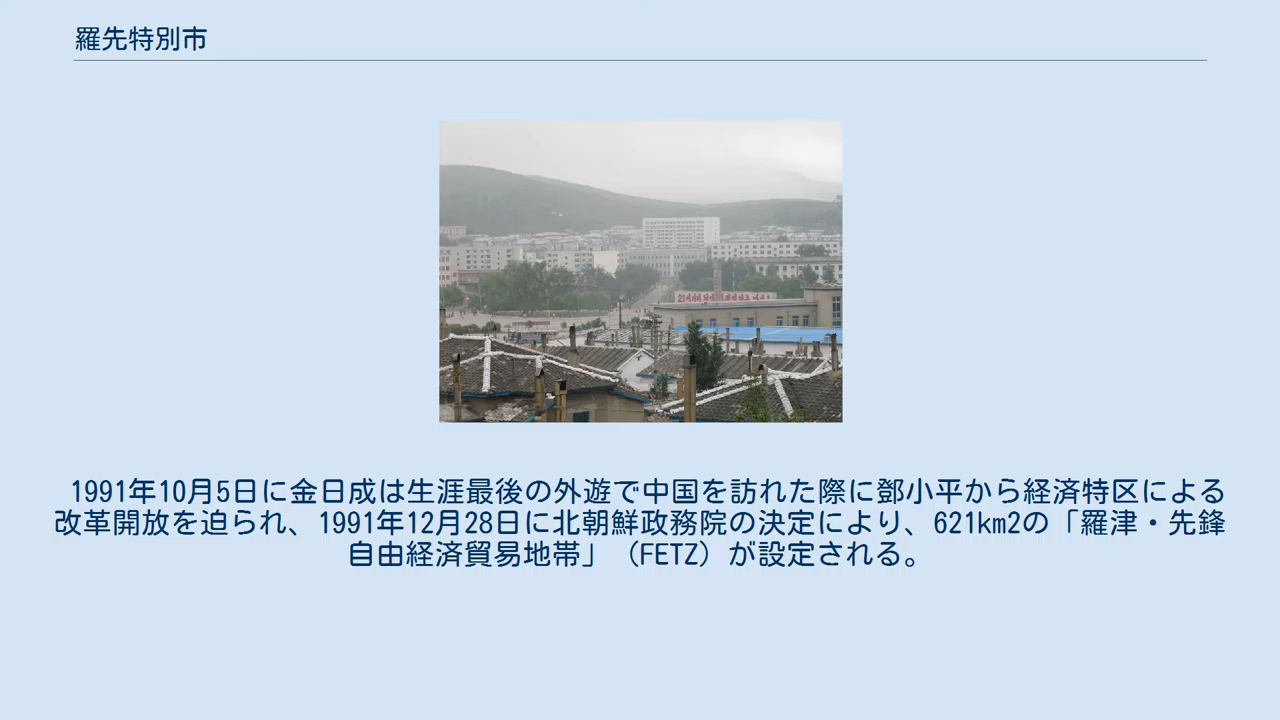 羅先特別市
1991年10月5日に金日成は生涯最後の外遊で中国を訪れた際に鄧小平から経済特区による
改革開放を迫られ、1991年12月28日に北朝鮮政務院の決定により、621km2の「羅津・先鋒
自由経済貿易地帯」（FETZ）が設定される。